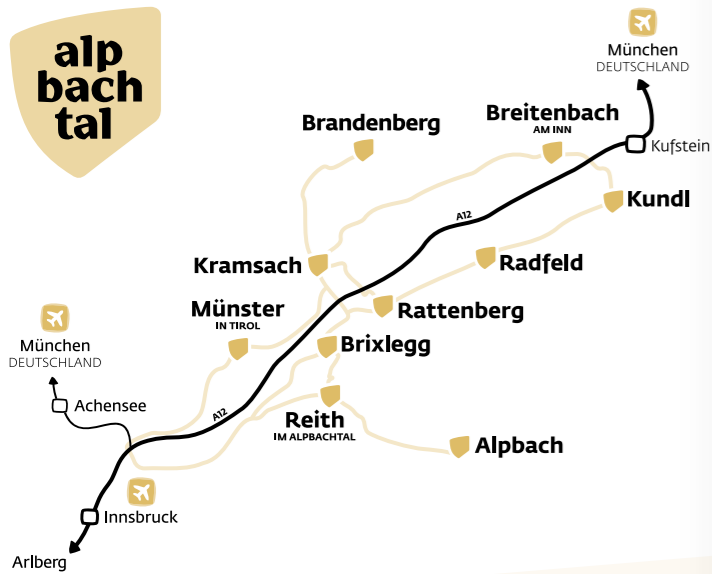 alp
bach
tal
München
DEUTSCHLAND
Kufstein
Breitenbach
AM INN
Brandenberg
Kundl
A12
Kramsach
Radfeld
Münster
IN TIROL
Rattenberg
Brixlegg
München
DEUTSCHLAND
Achensee
A12
Reith
IM ALPBACHTAL
Alpbach
Innsbruck
Arlberg